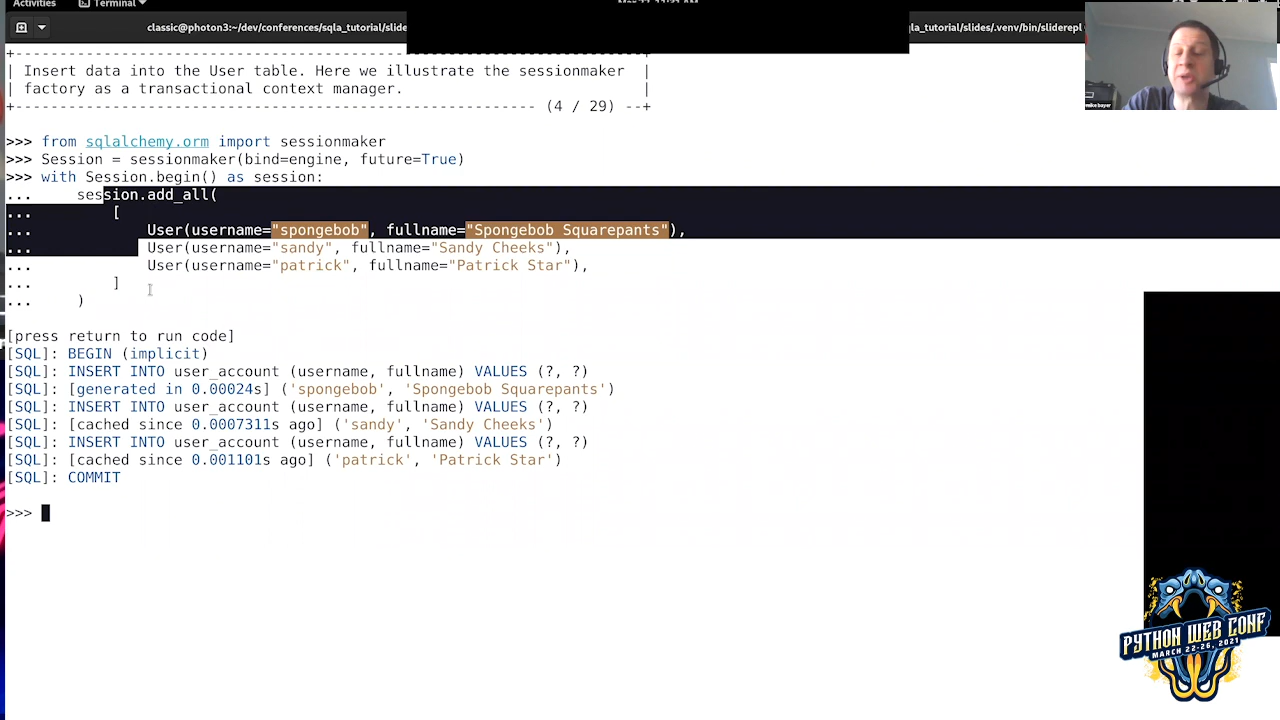 Activities
Terminal
classic@photon3:~/dev/conferences/sqla_tutorial/slide
la_tutorial/slides/.venv/bin/sliderepl
+----------------------------------------------------------------------+
| Insert data into the User table. Here we illustrate the sessionmaker |
| factory as a transactional context manager. |
+------------------------------------------------------------ (4 / 29) --+
>>> from sqlalchemy.orm import sessionmaker
>>> Session = sessionmaker(bind=engine, future=True)
>>> with Session.begin() as session:
... session.add_all(
... [
... User(username="spongebob", fullname="Spongebob Squarepants"),
... User(username="sandy", fullname="Sandy Cheeks"),
... User(username="patrick", fullname="Patrick Star"),
... ]
... )
[press return to run code]
[SQL]: BEGIN (implicit)
[SQL]: INSERT INTO user_account (username, fullname) VALUES (?, ?)
[SQL]: [generated in 0.00024s] ('spongebob', 'Spongebob Squarepants')
[SQL]: INSERT INTO user_account (username, fullname) VALUES (?, ?)
[SQL]: [cached since 0.0007311s ago] ('sandy', 'Sandy Cheeks')
[SQL]: INSERT INTO user_account (username, fullname) VALUES (?, ?)
[SQL]: [cached since 0.001101s ago] ('patrick', 'Patrick Star')
[SQL]: COMMIT
>>>
mike bayer
PYTHON WEB CONF
MARCH 22-26, 2021